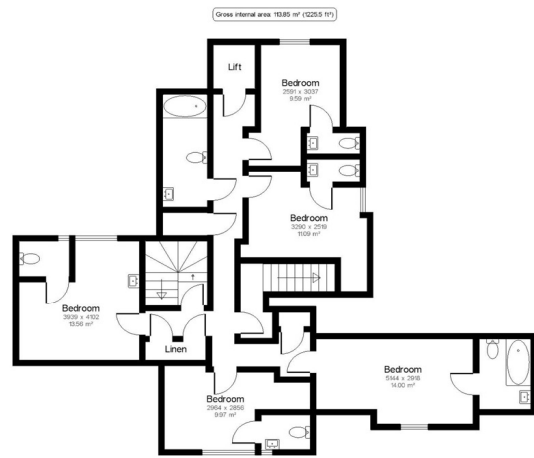 Gross internal area: 113.85 m² (1225.5 ft²)
Lift
Bedroom
2591 x 3037
9.59 m²
Bedroom
3290 x 2519
11.09 m²
Bedroom
3939 x 4102
13.56 m²
Linen
Bedroom
2964 x 2856
9.97 m²
Bedroom
5144 x 2918
14.00 m²